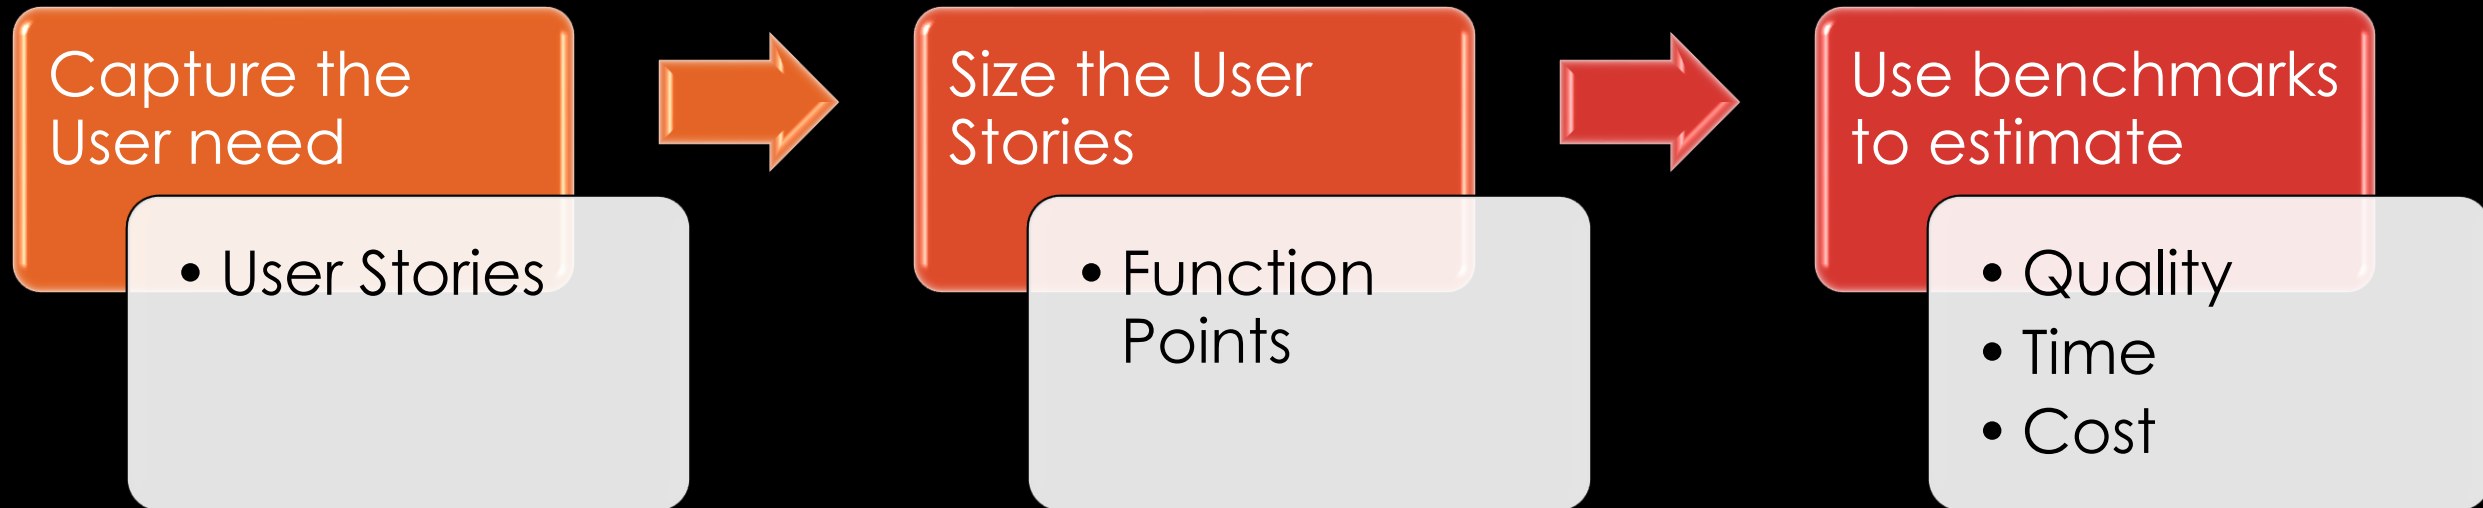 Capture the
User need
• User Stories
Size the User
Stories
• Function
Points
Use benchmarks
to estimate
• Quality
• Time
• Cost